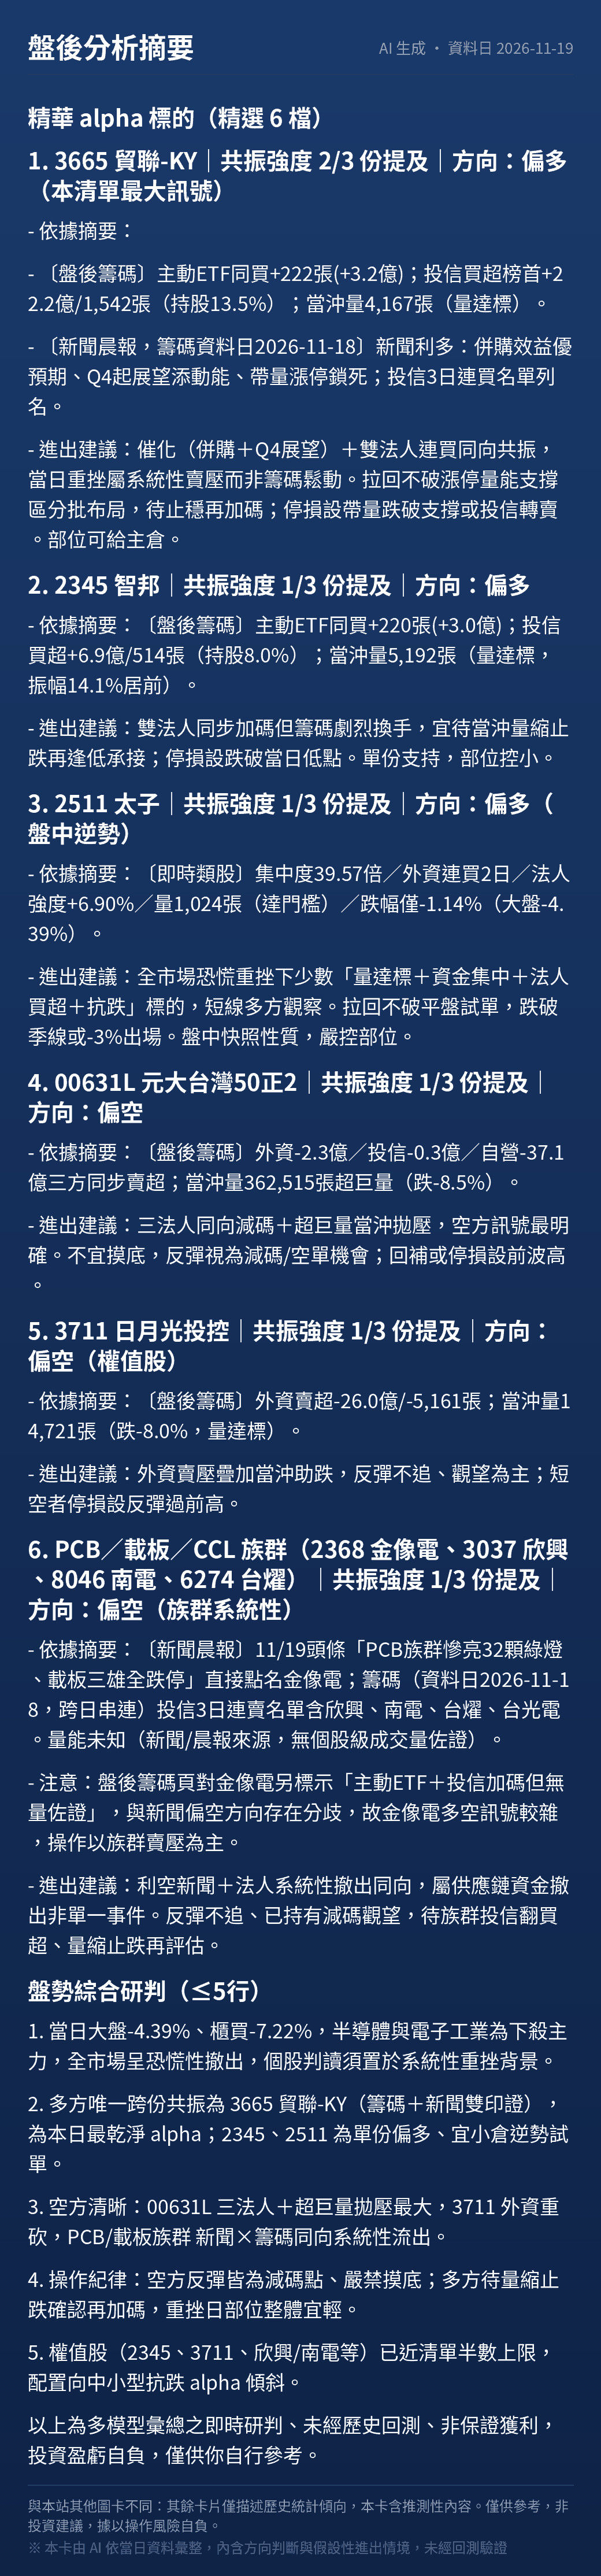 盤後分析摘要
AI 生成 · 資料日 2026-11-19
精華 alpha 標的（精選 6 檔）
1. 3665 貿聯-KY｜共振強度 2/3 份提及｜方向：偏多
（本清單最大訊號）
- 依據摘要：
- 〔盤後籌碼〕主動ETF同買+222張(+3.2億)；投信買超榜首+2
2.2億/1,542張（持股13.5%）；當沖量4,167張（量達標）。
- 〔新聞晨報，籌碼資料日2026-11-18〕新聞利多：併購效益優
預期、Q4起展望添動能、帶量漲停鎖死；投信3日連買名單列
名。
- 進出建議：催化（併購＋Q4展望）＋雙法人連買同向共振，
當日重挫屬系統性賣壓而非籌碼鬆動。拉回不破漲停量能支撐
區分批布局，待止穩再加碼；停損設帶量跌破支撐或投信轉賣
。部位可給主倉。
2. 2345 智邦｜共振強度 1/3 份提及｜方向：偏多
- 依據摘要：〔盤後籌碼〕主動ETF同買+220張(+3.0億)；投信
買超+6.9億/514張（持股8.0%）；當沖量5,192張（量達標，
振幅14.1%居前）。
- 進出建議：雙法人同步加碼但籌碼劇烈換手，宜待當沖量縮止
跌再逢低承接；停損設跌破當日低點。單份支持，部位控小。
3. 2511 太子｜共振強度 1/3 份提及｜方向：偏多（
盤中逆勢）
- 依據摘要：〔即時類股〕集中度39.57倍／外資連買2日／法人
強度+6.90%／量1,024張（達門檻）／跌幅僅-1.14%（大盤-4.
39%）。
- 進出建議：全市場恐慌重挫下少數「量達標＋資金集中＋法人
買超＋抗跌」標的，短線多方觀察。拉回不破平盤試單，跌破
季線或-3%出場。盤中快照性質，嚴控部位。
4. 00631L 元大台灣50正2｜共振強度 1/3 份提及｜
方向：偏空
- 依據摘要：〔盤後籌碼〕外資-2.3億／投信-0.3億／自營-37.1
億三方同步賣超；當沖量362,515張超巨量（跌-8.5%）。
- 進出建議：三法人同向減碼＋超巨量當沖拋壓，空方訊號最明
確。不宜摸底，反彈視為減碼/空單機會；回補或停損設前波高
。
5. 3711 日月光投控｜共振強度 1/3 份提及｜方向：
偏空（權值股）
- 依據摘要：〔盤後籌碼〕外資賣超-26.0億/-5,161張；當沖量1
4,721張（跌-8.0%，量達標）。
- 進出建議：外資賣壓疊加當沖助跌，反彈不追、觀望為主；短
空者停損設反彈過前高。
6. PCB／載板／CCL 族群（2368 金像電、3037 欣興
、8046 南電、6274 台燿）｜共振強度 1/3 份提及｜
方向：偏空（族群系統性）
- 依據摘要：〔新聞晨報〕11/19頭條「PCB族群慘亮32顆綠燈
、載板三雄全跌停」直接點名金像電；籌碼（資料日2026-11-1
8，跨日串連）投信3日連賣名單含欣興、南電、台燿、台光電
。量能未知（新聞/晨報來源，無個股級成交量佐證）。
- 注意：盤後籌碼頁對金像電另標示「主動ETF＋投信加碼但無
量佐證」，與新聞偏空方向存在分歧，故金像電多空訊號較雜
，操作以族群賣壓為主。
- 進出建議：利空新聞＋法人系統性撤出同向，屬供應鏈資金撤
出非單一事件。反彈不追、已持有減碼觀望，待族群投信翻買
超、量縮止跌再評估。
盤勢綜合研判（≤5行）
1. 當日大盤-4.39%、櫃買-7.22%，半導體與電子工業為下殺主
力，全市場呈恐慌性撤出，個股判讀須置於系統性重挫背景。
2. 多方唯一跨份共振為 3665 貿聯-KY（籌碼＋新聞雙印證），
為本日最乾淨 alpha；2345、2511 為單份偏多、宜小倉逆勢試
單。
3. 空方清晰：00631L 三法人＋超巨量拋壓最大，3711 外資重
砍，PCB/載板族群 新聞×籌碼同向系統性流出。
4. 操作紀律：空方反彈皆為減碼點、嚴禁摸底；多方待量縮止
跌確認再加碼，重挫日部位整體宜輕。
5. 權值股（2345、3711、欣興/南電等）已近清單半數上限，
配置向中小型抗跌 alpha 傾斜。
以上為多模型彙總之即時研判、未經歷史回測、非保證獲利，
投資盈虧自負，僅供你自行參考。
與本站其他圖卡不同：其餘卡片僅描述歷史統計傾向，本卡含推測性內容。僅供參考，非
投資建議，據以操作風險自負。
※ 本卡由 AI 依當日資料彙整，內含方向判斷與假設性進出情境，未經回測驗證